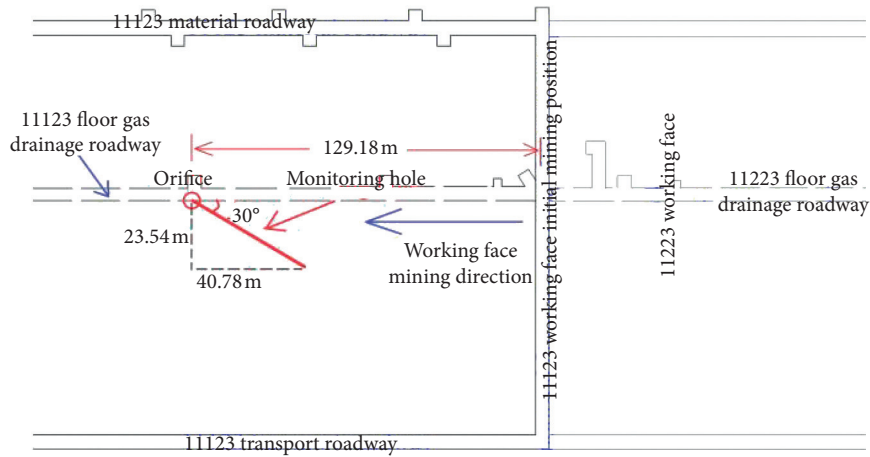 11123 material roadway
11123 floor gas
drainage roadway
129.18 m
Orifice
Monitoring hole
-30°
23.54 m
40.78 m
Working face
mining direction
11123 working face initial mining position
11223 working face
11223 floor gas
drainage roadway
11123 transport roadway